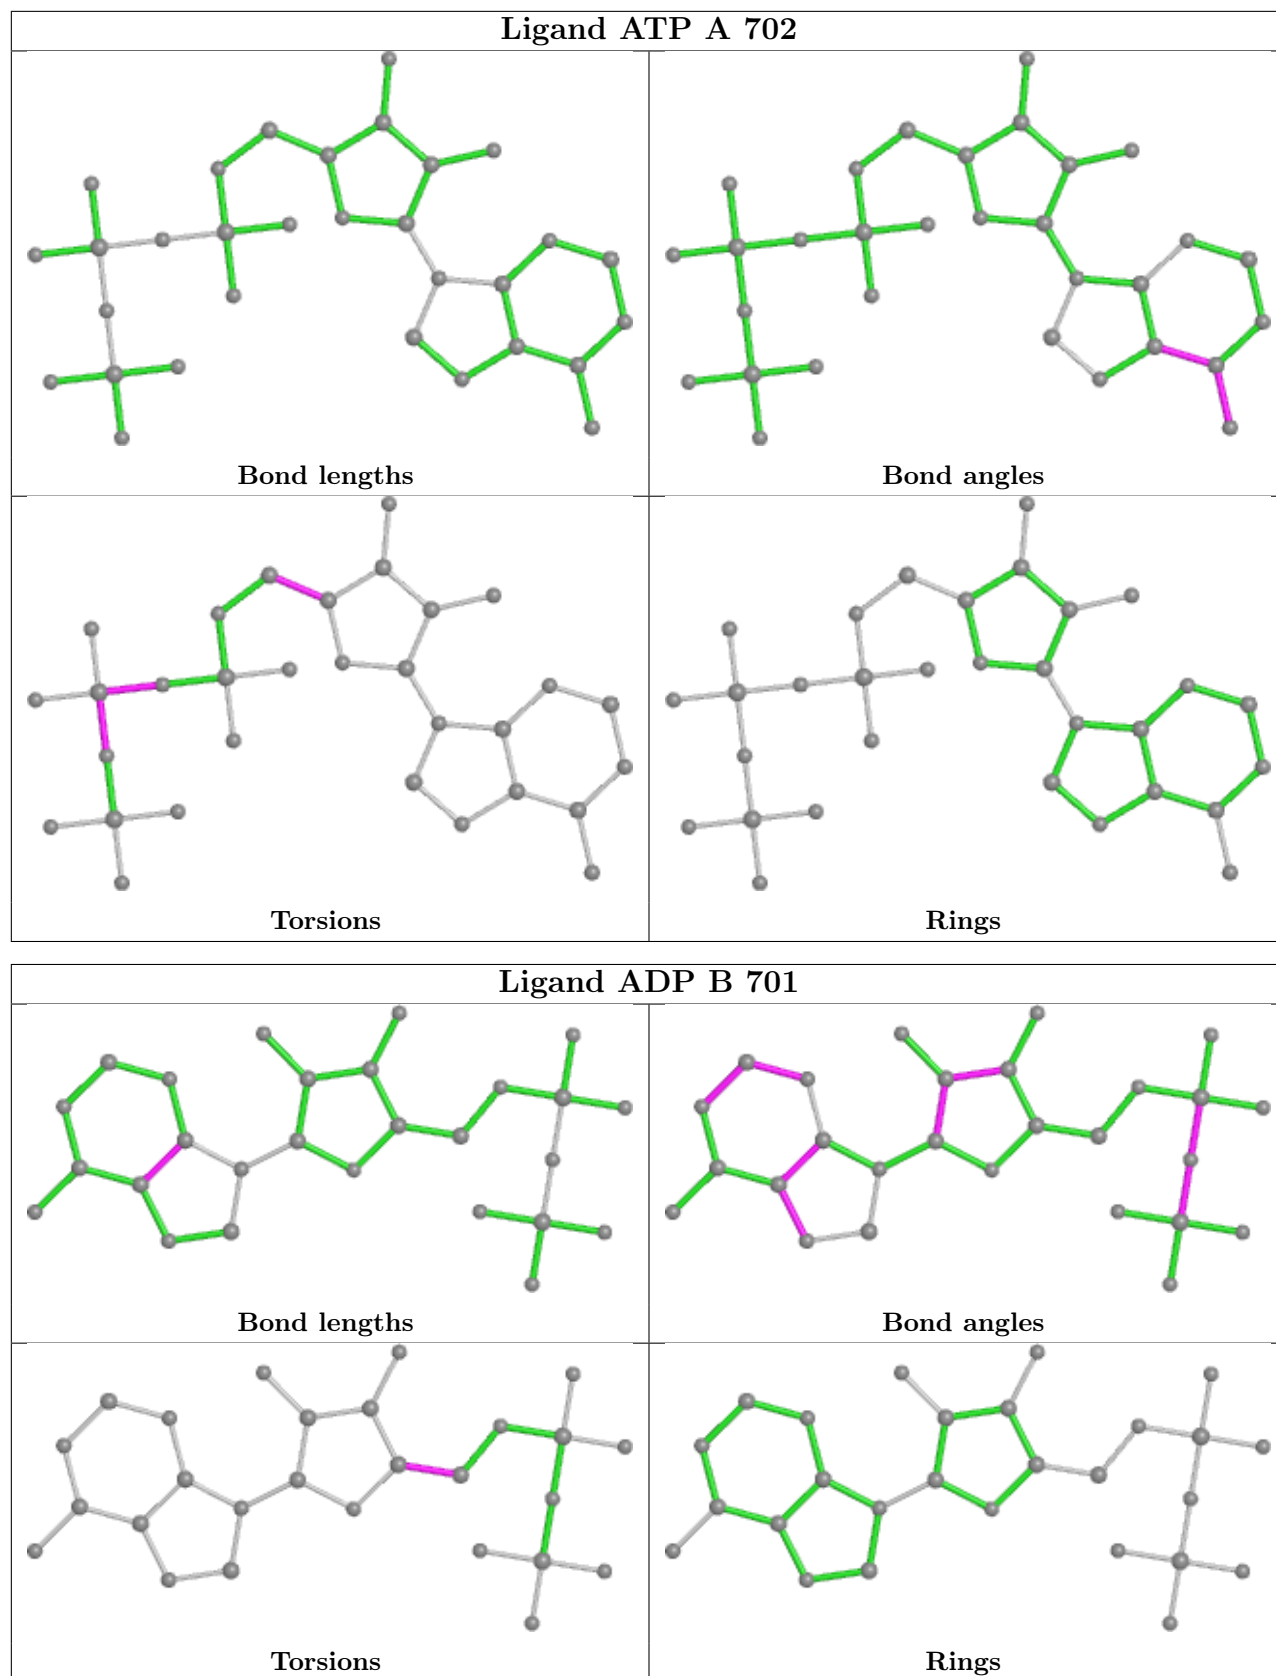 Ligand ATP A 702
Bond lengths
Bond angles
Torsions
Rings
Ligand ADP B 701
Bond lengths
Bond angles
Torsions
Rings